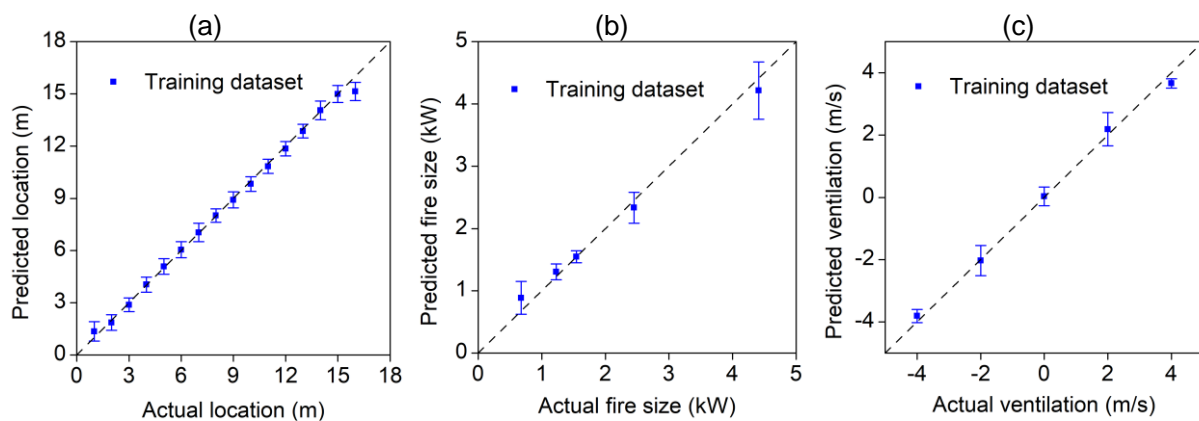 (a)
18
15
12
9
6
3
0
Predicted location (m)
Training dataset
0 3 6 9 12 15 18
Actual location (m)
(b)
5
4
3
2
1
0
Predicted fire size (kW)
Training dataset
0 1 2 3 4 5
Actual fire size (kW)
(c)
4
2
0
-2
-4
Predicted ventilation (m/s)
Training dataset
-4 -2 0 2 4
Actual ventilation (m/s)